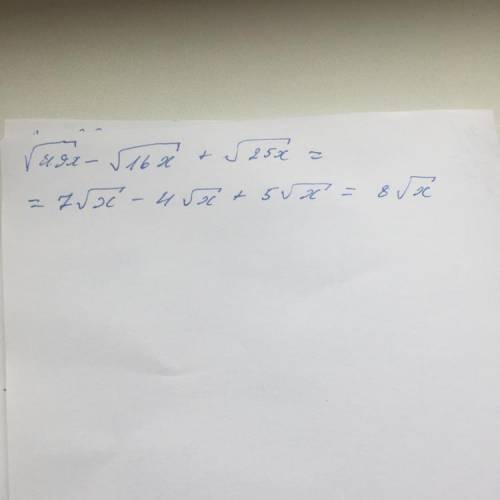 √49x − √16x + √25x =
= 7√x − 4√x + 5√x = 8√x